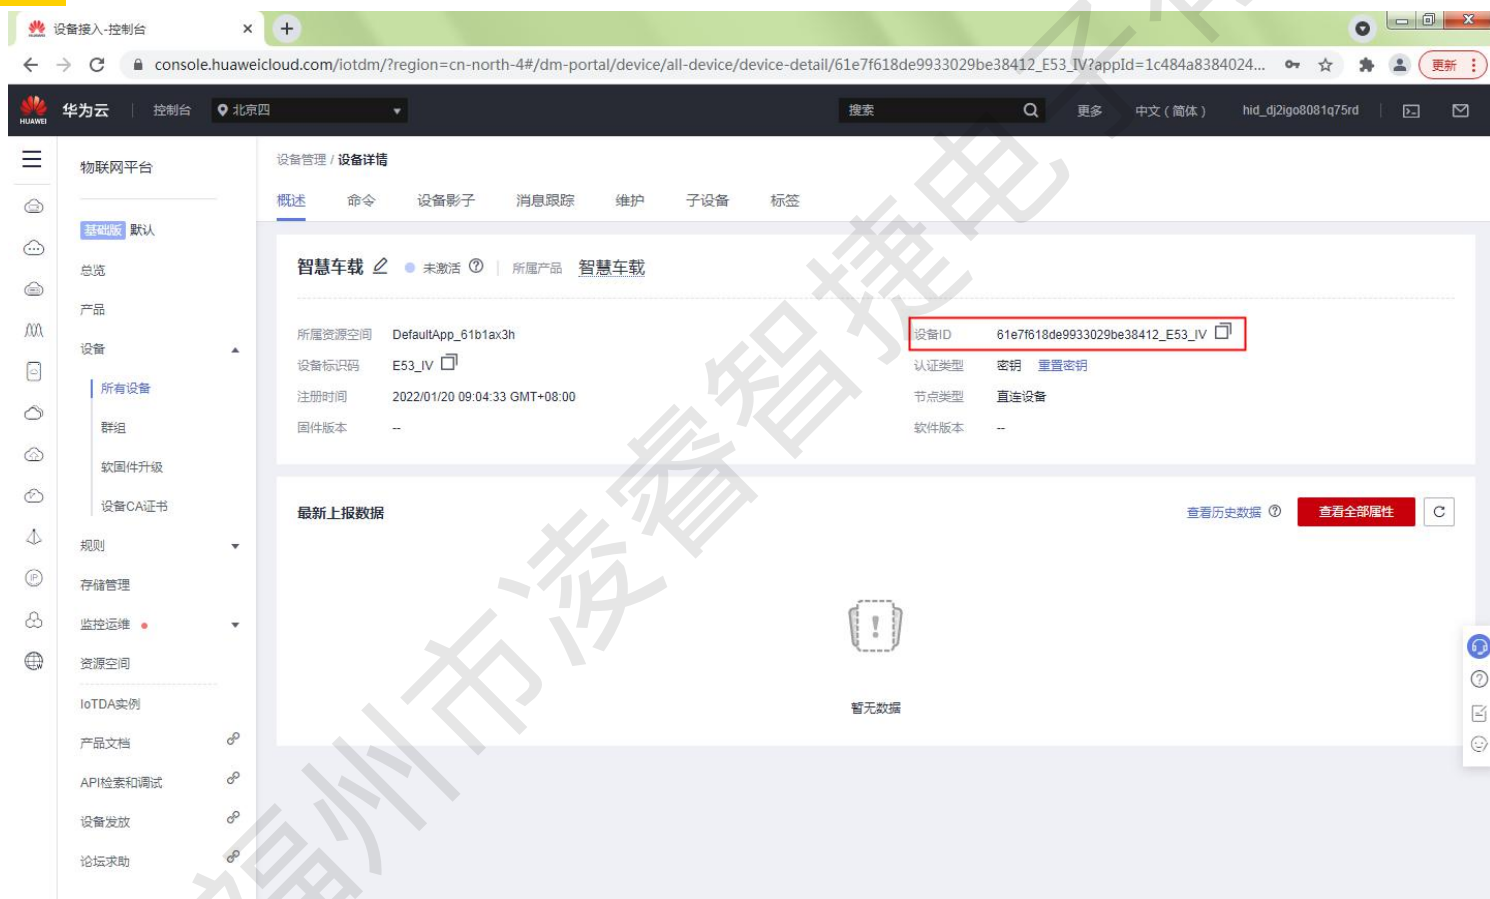 设备接入-控制台
console.huaweicloud.com/iotdm/?region=cn-north-4#/dm-portal/device/all-device/device-detail/61e7f618de9933029be38412_E53_IV?appId=1c484a8384024...
更新
HUAWEI
华为云
控制台
北京四
搜索
更多
中文（简体）
hid_dj2igo8081q75rd
物联网平台
基础版 默认
总览
产品
设备
所有设备
群组
软固件升级
设备CA证书
规则
存储管理
监控运维
资源空间
IoTDA实例
产品文档
API检索和调试
设备发放
论坛求助
设备管理 / 设备详情
概述 命令 设备影子 消息跟踪 维护 子设备 标签
智慧车载 未激活 所属产品 智慧车载
所属资源空间 DefaultApp_61b1ax3h
设备ID 61e7f618de9933029be38412_E53_IV
设备标识码 E53_IV
认证类型 密钥 重置密钥
注册时间 2022/01/20 09:04:33 GMT+08:00
节点类型 直连设备
固件版本 --
软件版本 --
最新上报数据
查看历史数据
查看全部属性
暂无数据
福州市凌睿智捷电子有